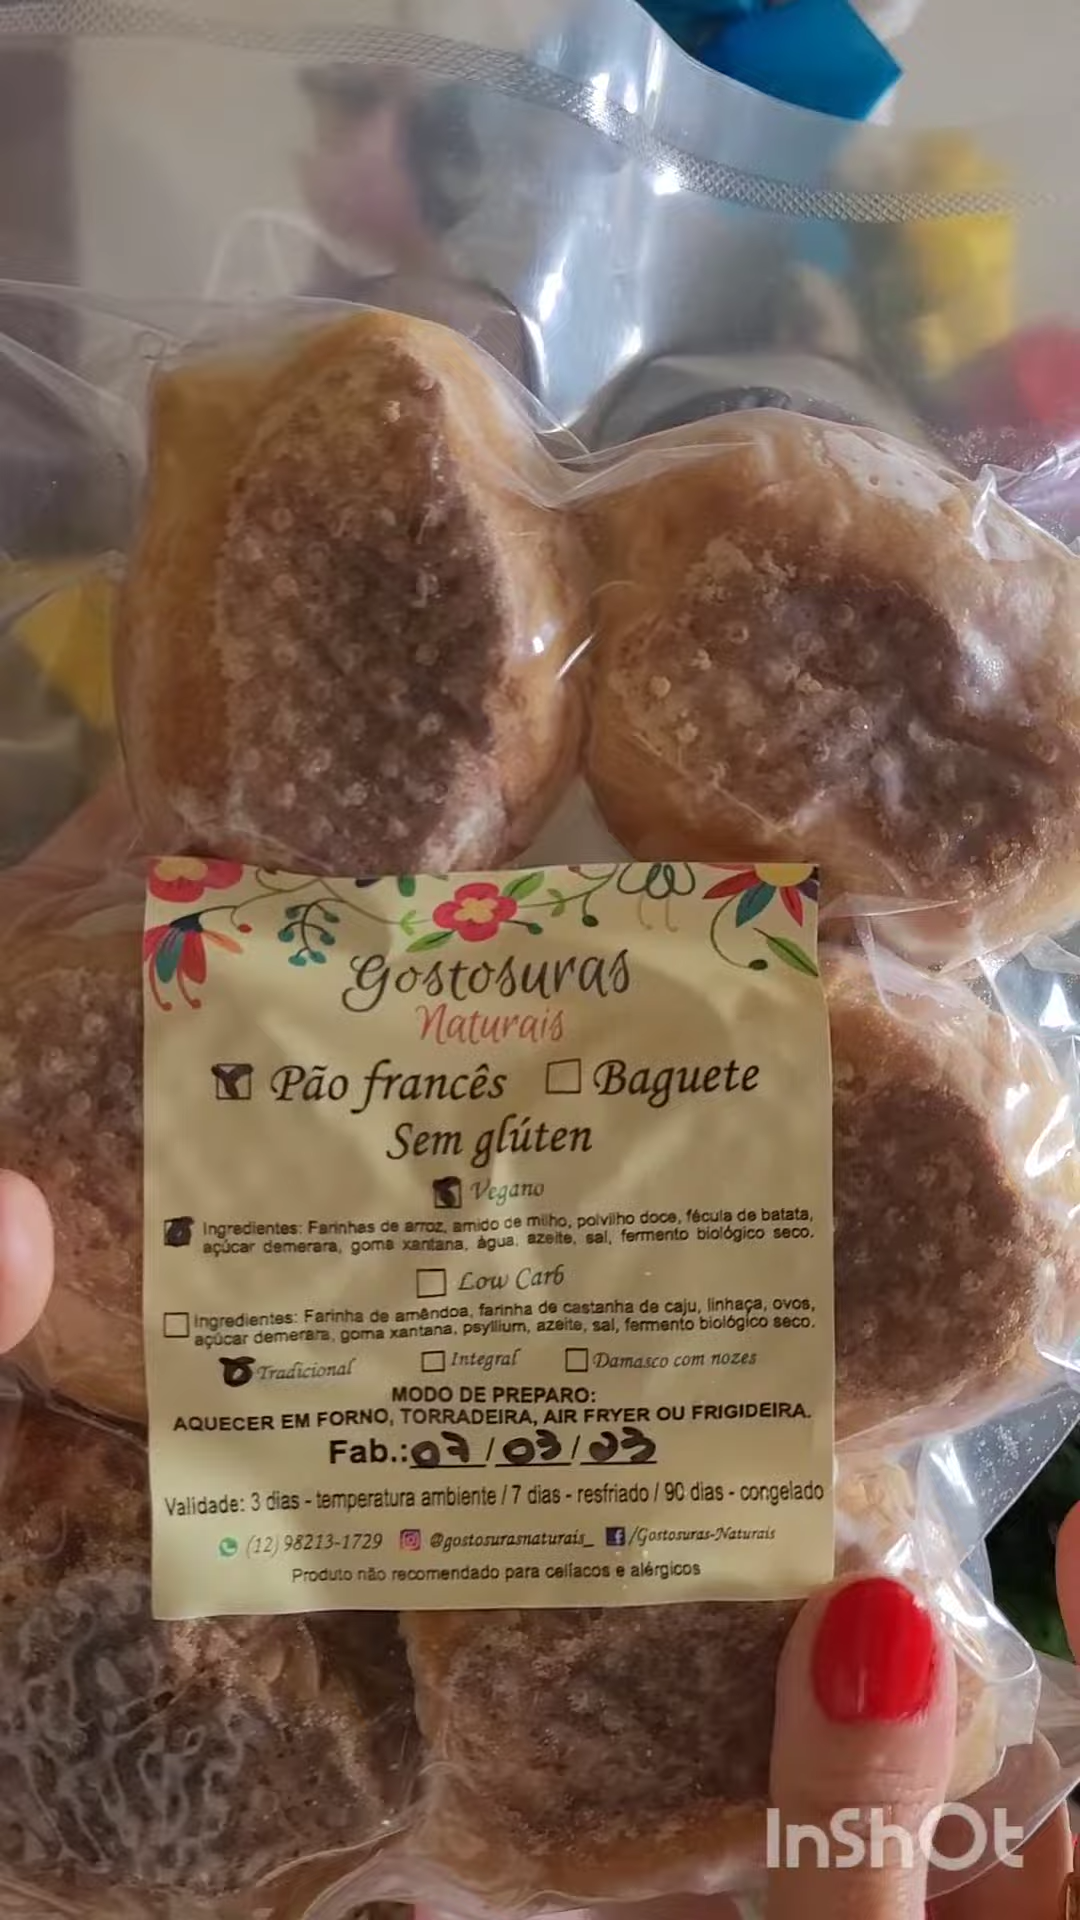 Gostosuras
Naturais
Pão francês Baguete
Sem glúten
Vegano
Ingredientes: Farinhas de arroz, amido de milho, polvilho doce, fécula de batata,
açúcar demerara, goma xantana, água, azeite, sal, fermento biológico seco.
Low Carb
Ingredientes: Farinha de amêndoa, farinha de castanha de caju, linhaça, ovos,
açúcar demerara, goma xantana, psyllium, azeite, sal, fermento biológico seco.
Tradicional Integral Damasco com nozes
MODO DE PREPARO:
AQUECER EM FORNO, TORRADEIRA, AIR FRYER OU FRIGIDEIRA.
Fab.: 07/03/23
Validade: 3 dias - temperatura ambiente / 7 dias - resfriado / 90 dias - congelado
(12) 98213-1729 @gostosurasnaturais_ /Gostosuras-Naturais
Produto não recomendado para celíacos e alérgicos
InShOt